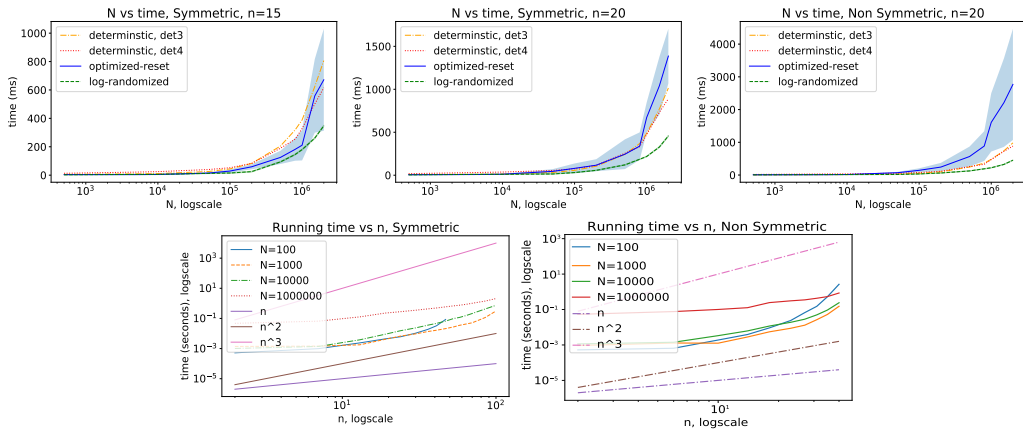 N vs time, Symmetric, n=15
N vs time, Symmetric, n=20
N vs time, Non Symmetric, n=20
time (ms)
1000
800
600
400
200
0
determinstic, det3
determinstic, det4
optimized-reset
log-randomized
10^3
10^4
10^5
10^6
N, logscale
time (ms)
1500
1000
500
0
determinstic, det3
determinstic, det4
optimized-reset
log-randomized
10^3
10^4
10^5
10^6
N, logscale
time (ms)
4000
3000
2000
1000
0
determinstic, det3
determinstic, det4
optimized-reset
log-randomized
10^3
10^4
10^5
10^6
N, logscale
Running time vs n, Symmetric
time (seconds), logscale
10^3
10^1
10^-1
10^-3
10^-5
N=100
N=1000
N=10000
N=1000000
n
n^2
n^3
10^1
10^2
n, logscale
Running time vs n, Non Symmetric
time (seconds), logscale
10^3
10^1
10^-1
10^-3
10^-5
N=100
N=1000
N=10000
N=1000000
n
n^2
n^3
10^1
n, logscale